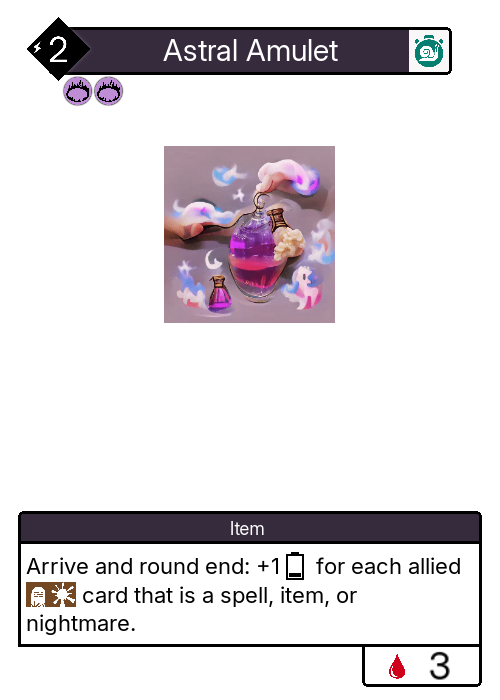 2
Astral Amulet
Item
Arrive and round end: +1 for each allied
card that is a spell, item, or
nightmare.
3